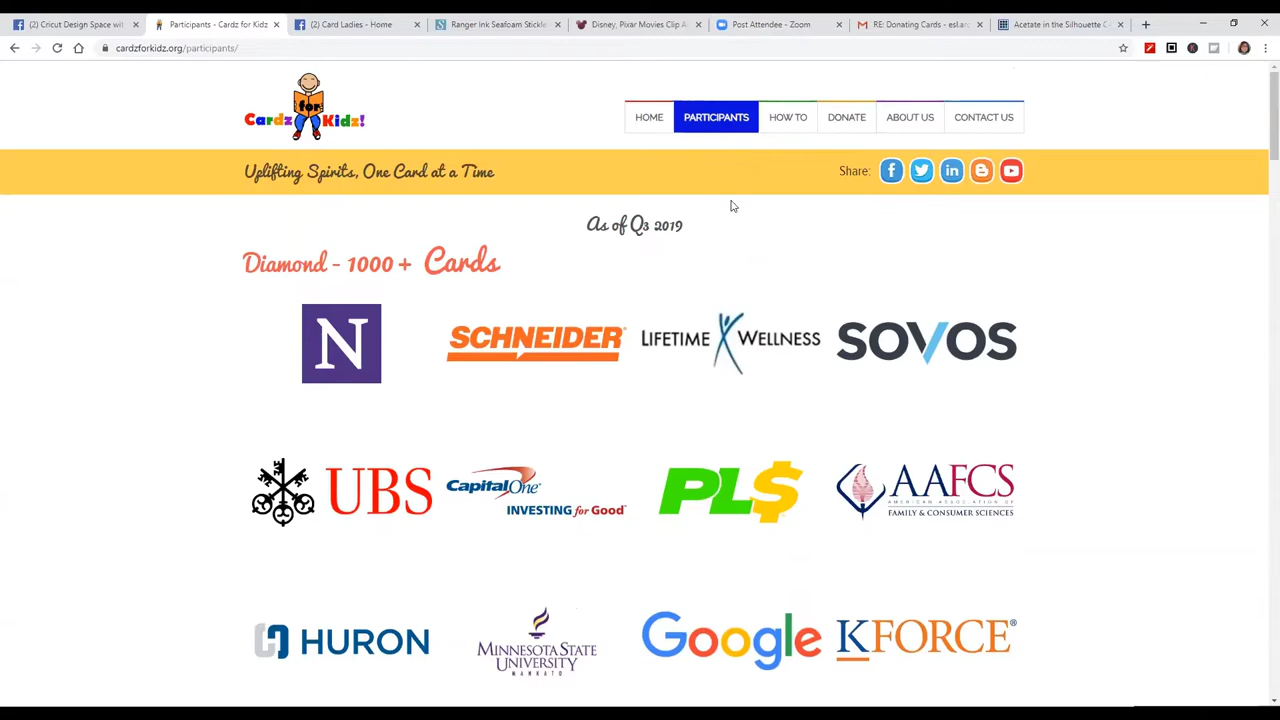 (2) Cricut Design Space wit
Participants - Cardz for Kidz
(2) Card Ladies - Home
Ranger Ink Seafoam Stickle
Disney, Pixar Movies Clip A
Post Attendee - Zoom
RE: Donating Cards - esl.arc
Acetate in the Silhouette C
cardzforkidz.org/participants/
Cardz for Kidz!
HOME
PARTICIPANTS
HOW TO
DONATE
ABOUT US
CONTACT US
Uplifting Spirits, One Card at a Time
Share:
As of Q3 2019
Diamond - 1000 + Cards
N
SCHNEIDER®
LIFETIME WELLNESS
SOVOS
UBS
Capital One®
INVESTING for Good℠
PL$
AAFCS
AMERICAN ASSOCIATION OF
FAMILY & CONSUMER SCIENCES
HURON
MINNESOTA STATE
UNIVERSITY
MANKATO
Google
KFORCE®